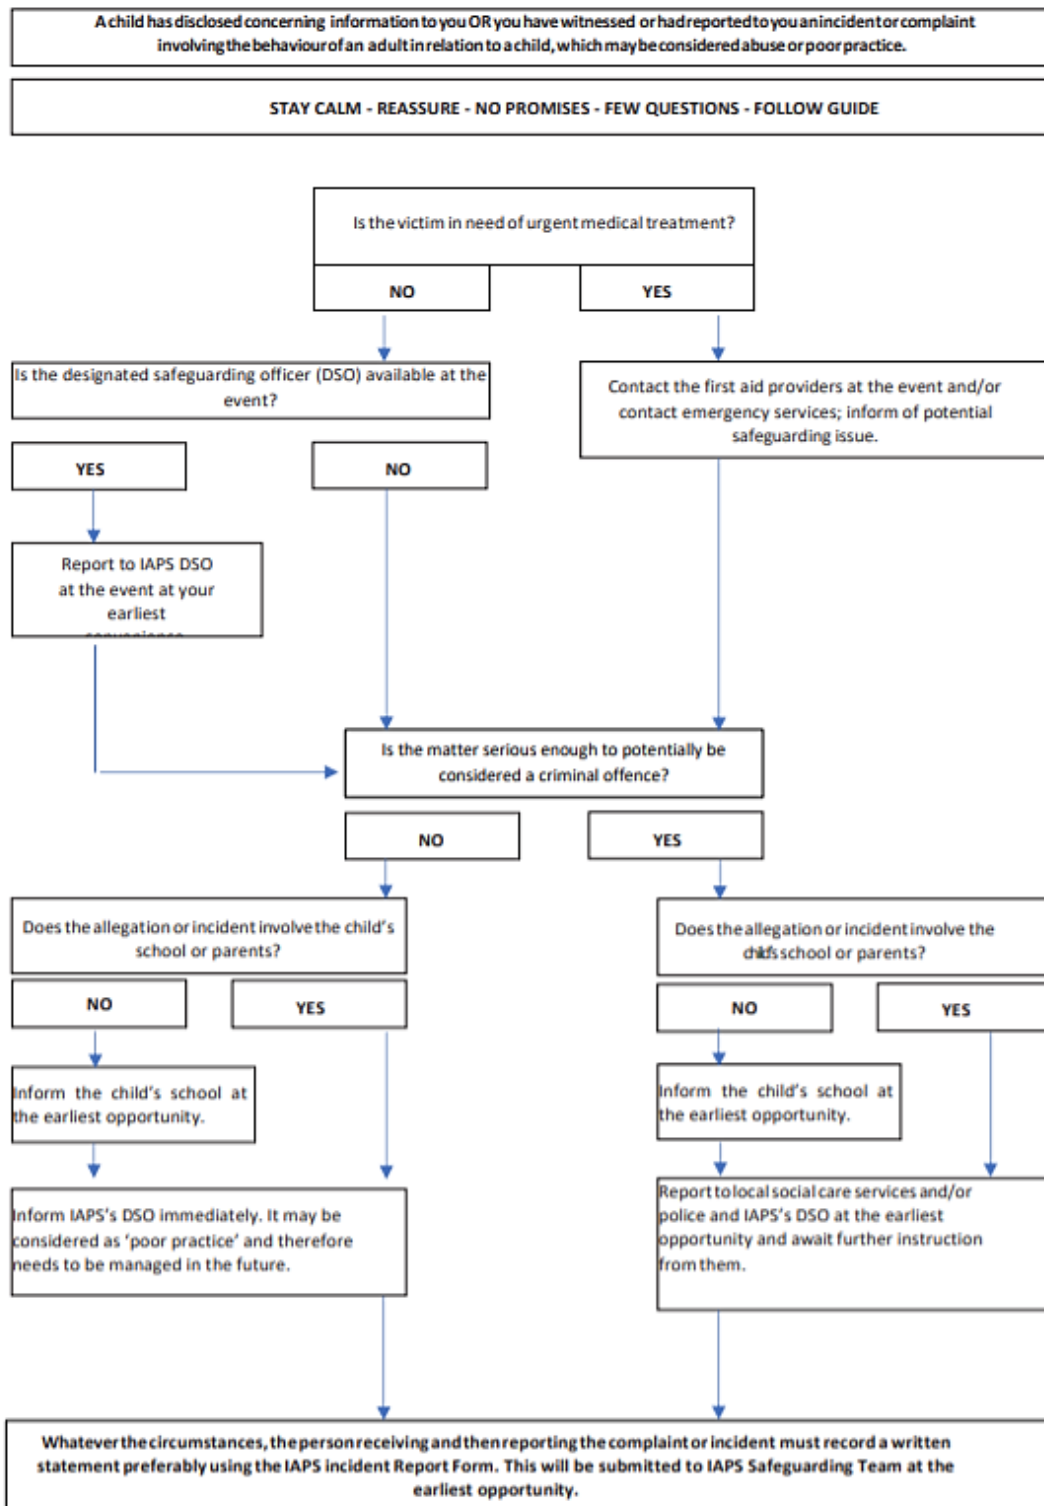 A child has disclosed concerning information to you OR you have witnessed or had reported to you an incident or complaint
involving the behaviour of an adult in relation to a child, which may be considered abuse or poor practice.
STAY CALM - REASSURE - NO PROMISES - FEW QUESTIONS - FOLLOW GUIDE
Is the victim in need of urgent medical treatment?
NO
YES
Is the designated safeguarding officer (DSO) available at the
event?
Contact the first aid providers at the event and/or
contact emergency services; inform of potential
safeguarding issue.
YES
NO
Report to IAPS DSO
at the event at your
earliest
Is the matter serious enough to potentially be
considered a criminal offence?
NO
YES
Does the allegation or incident involve the child's
school or parents?
Does the allegation or incident involve the
child's school or parents?
NO
YES
NO
YES
Inform the child's school at
the earliest opportunity.
Inform the child's school at
the earliest opportunity.
Inform IAPS's DSO immediately. It may be
considered as 'poor practice' and therefore
needs to be managed in the future.
Report to local social care services and/or
police and IAPS's DSO at the earliest
opportunity and await further instruction
from them.
Whatever the circumstances, the person receiving and then reporting the complaint or incident must record a written
statement preferably using the IAPS incident Report Form. This will be submitted to IAPS Safeguarding Team at the
earliest opportunity.